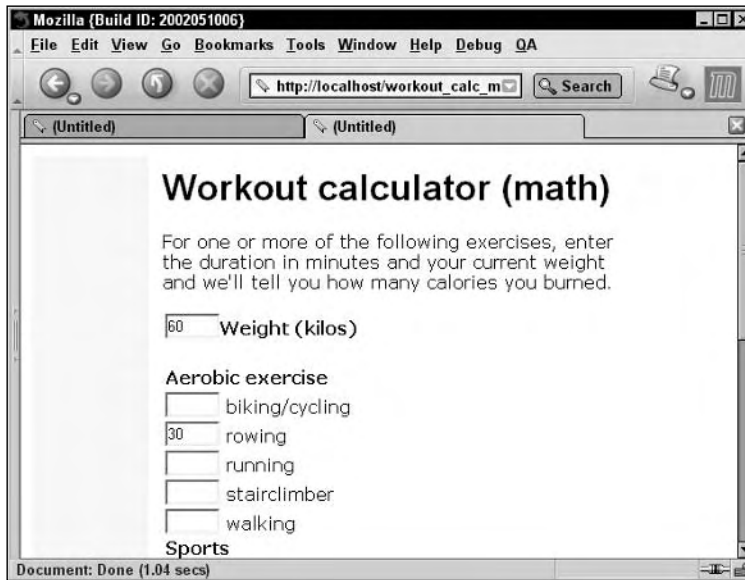 Mozilla {Build ID: 2002051006}
File Edit View Go Bookmarks Tools Window Help Debug QA
http://localhost/workout_calc_m
Search
(Untitled)
(Untitled)
Workout calculator (math)
For one or more of the following exercises, enter
the duration in minutes and your current weight
and we'll tell you how many calories you burned.
60 Weight (kilos)
Aerobic exercise
biking/cycling
30 rowing
running
stairclimber
walking
Sports
Document: Done (1.04 secs)